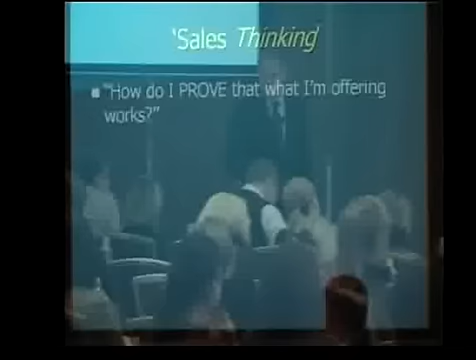 ‘Sales Thinking’
“How do I PROVE that what I’m offering
works?”